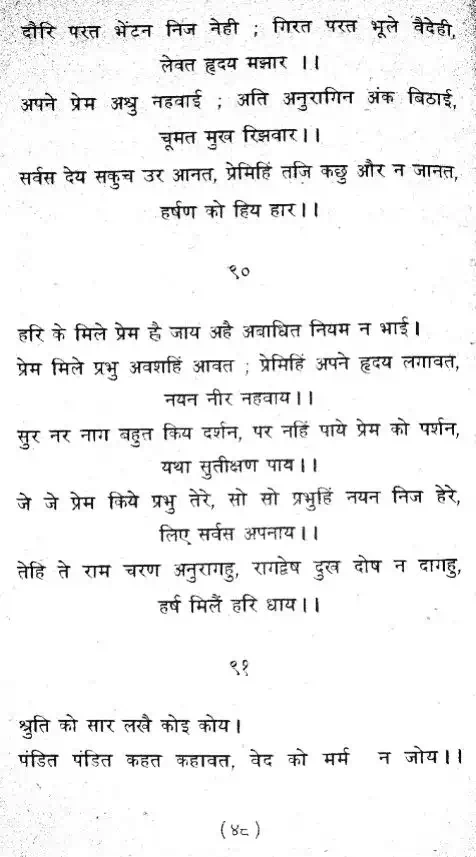 दौरि परत भेंटन निज नेही ; गिरत परत भूले वैदेही,
लेवत हृदय मझार ।।
अपने प्रेम अश्रु नहवाई ; अति अनुरागिन अंक बिठाई,
चूमत मुख रिझवार।।
सर्वस देय सकुच उर आनत, प्रेमिहिं तजि कछु और न जानत,
हर्षण को हिय हार।।
९०
हरि के मिले प्रेम ह्वै जाय अहै अवाधित नियम न भाई।
प्रेम मिले प्रभु अवशहिं आवत ; प्रेमिहिं अपने हृदय लगावत,
नयन नीर नहवाय।।
सुर नर नाग बहुत किय दर्शन, पर नहिं पाये प्रेम को पर्शन,
यथा सुतीक्षण पाय।।
जे जे प्रेम किये प्रभु तेरे, सो सो प्रभुहिं नयन निज हेरे,
लिए सर्वस अपनाय।।
तेहि ते राम चरण अनुरागहु, रागद्वेष दुख दोष न दागहु,
हर्ष मिलैं हरि धाय।।
९१
श्रुति को सार लखै कोइ कोय।
पंडित पंडित कहत कहावत, वेद को मर्म न जोय।।
(४८)